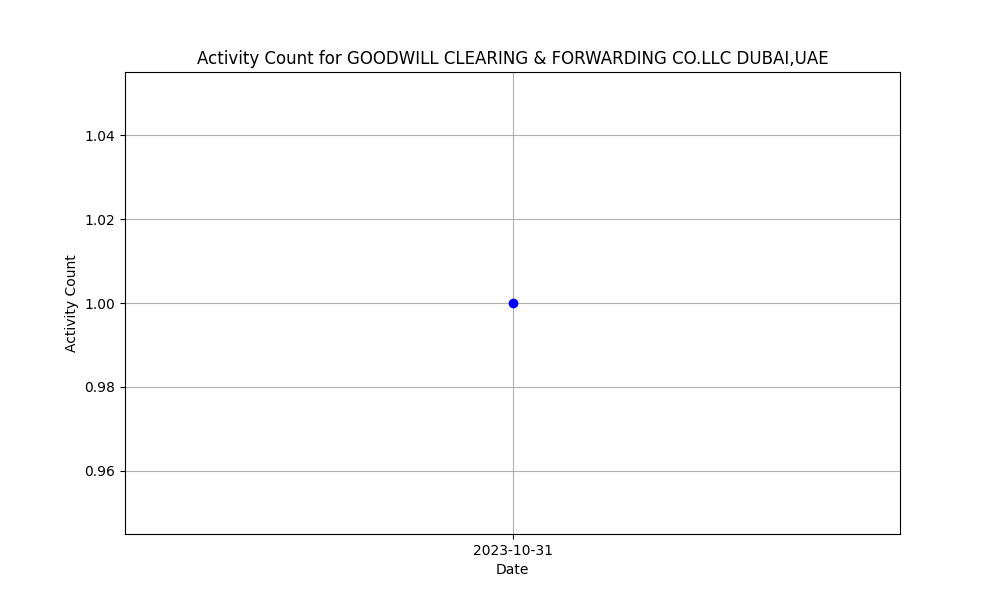 Activity Count for GOODWILL CLEARING & FORWARDING CO.LLC DUBAI,UAE
1.04
1.02
1.00
0.98
0.96
Activity Count
2023-10-31
Date